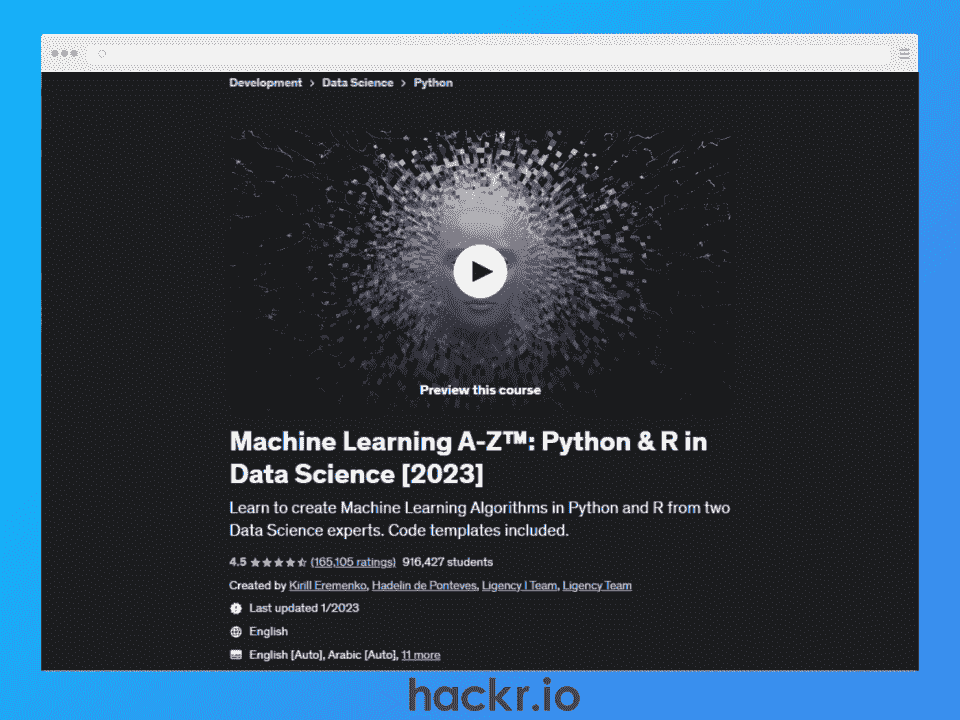 Development > Data Science > Python
Preview this course
Machine Learning A-Z™: Python & R in
Data Science [2023]
Learn to create Machine Learning Algorithms in Python and R from two
Data Science experts. Code templates included.
4.5 (165,105 ratings) 916,427 students
Created by Kirill Eremenko, Hadelin de Ponteves, Ligency I Team, Ligency Team
Last updated 1/2023
English
English [Auto], Arabic [Auto], 11 more
hackr.io